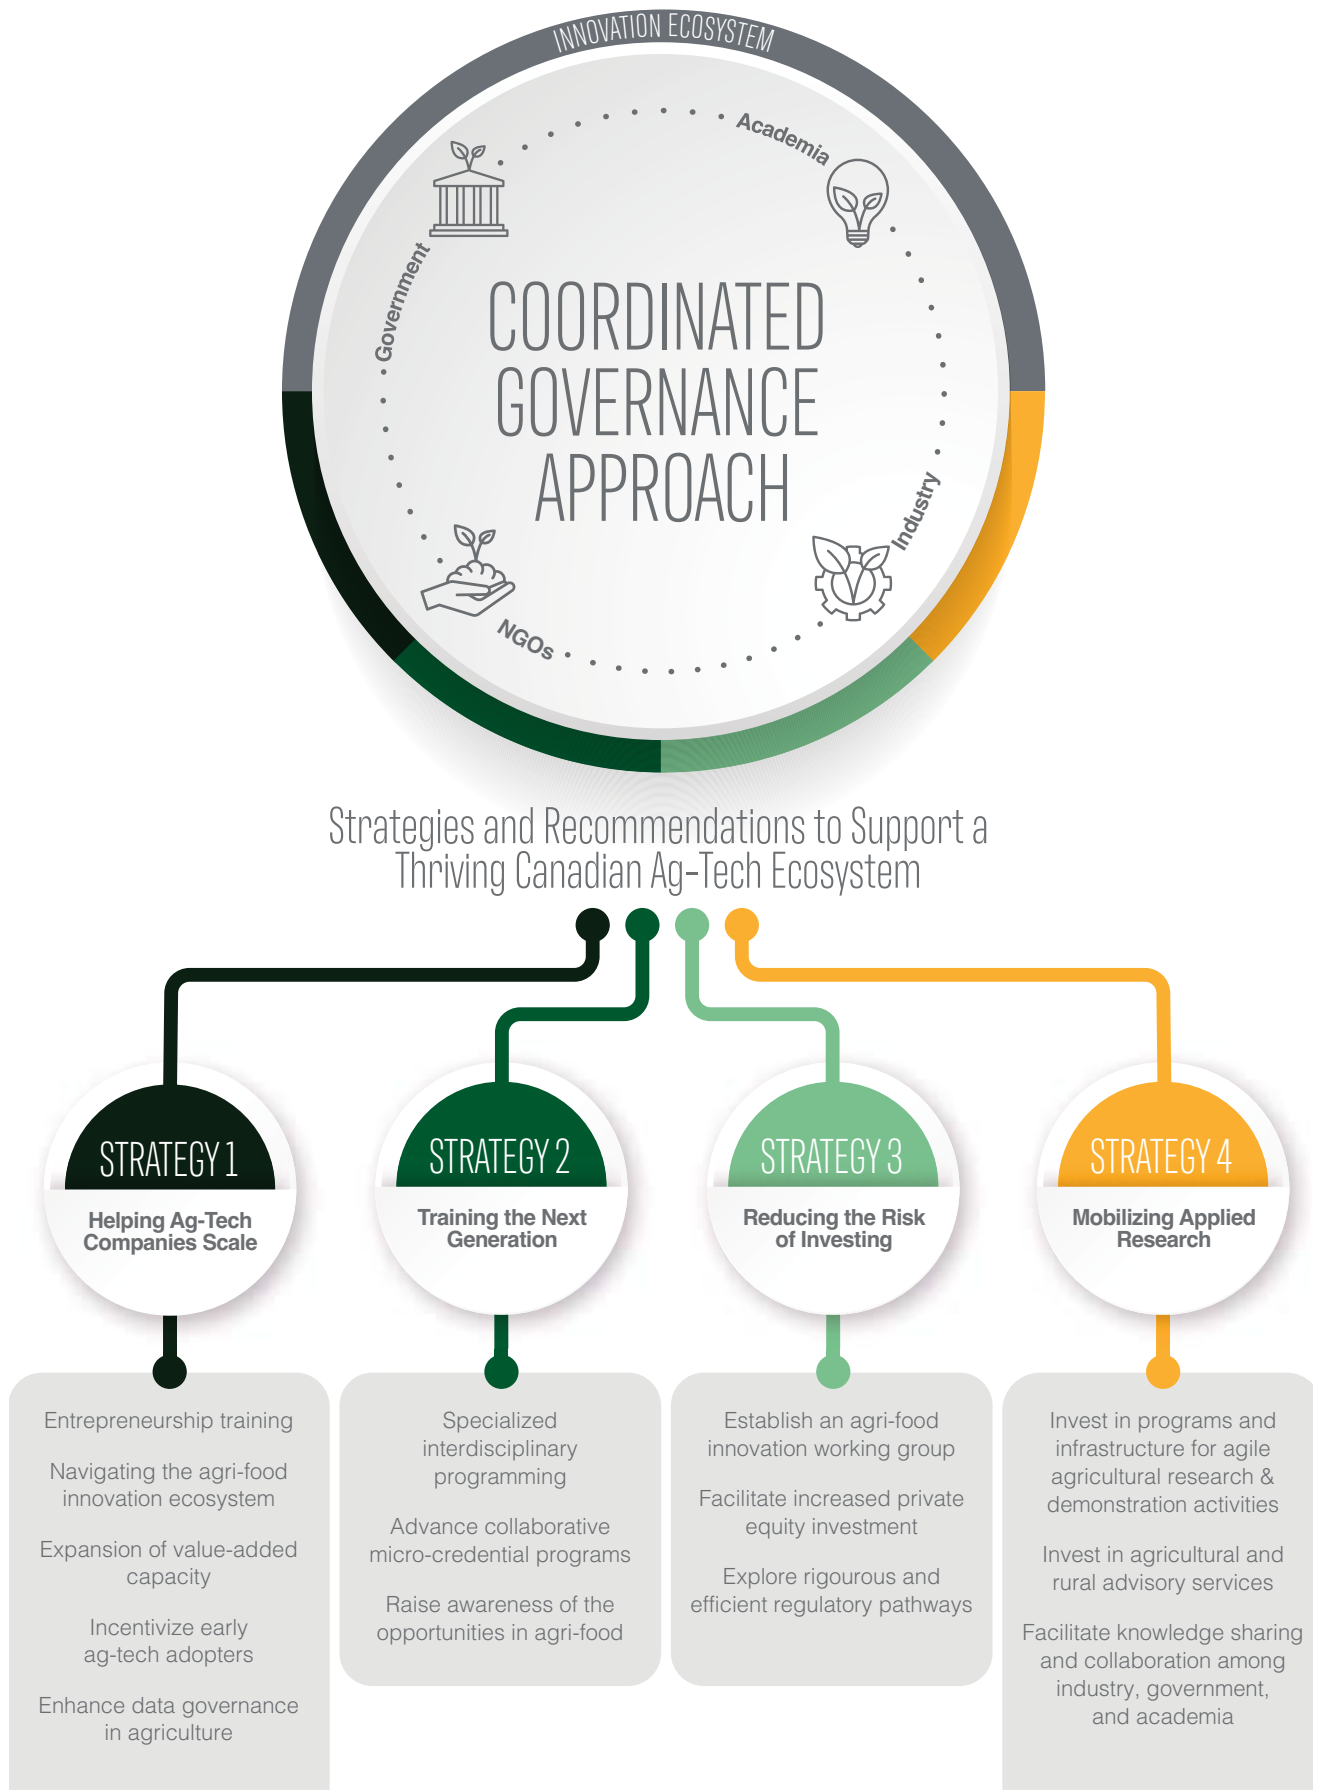 INNOVATION ECOSYSTEM
Academia
Government
COORDINATED
GOVERNANCE
APPROACH
Industry
NGOs
Strategies and Recommendations to Support a
Thriving Canadian Ag-Tech Ecosystem
STRATEGY 1
Helping Ag-Tech
Companies Scale
Entrepreneurship training
Navigating the agri-food
innovation ecosystem
Expansion of value-added
capacity
Incentivize early
ag-tech adopters
Enhance data governance
in agriculture
STRATEGY 2
Training the Next
Generation
Specialized
interdisciplinary
programming
Advance collaborative
micro-credential programs
Raise awareness of the
opportunities in agri-food
STRATEGY 3
Reducing the Risk
of Investing
Establish an agri-food
innovation working group
Facilitate increased private
equity investment
Explore rigourous and
efficient regulatory pathways
STRATEGY 4
Mobilizing Applied
Research
Invest in programs and
infrastructure for agile
agricultural research &
demonstration activities
Invest in agricultural and
rural advisory services
Facilitate knowledge sharing
and collaboration among
industry, government,
and academia